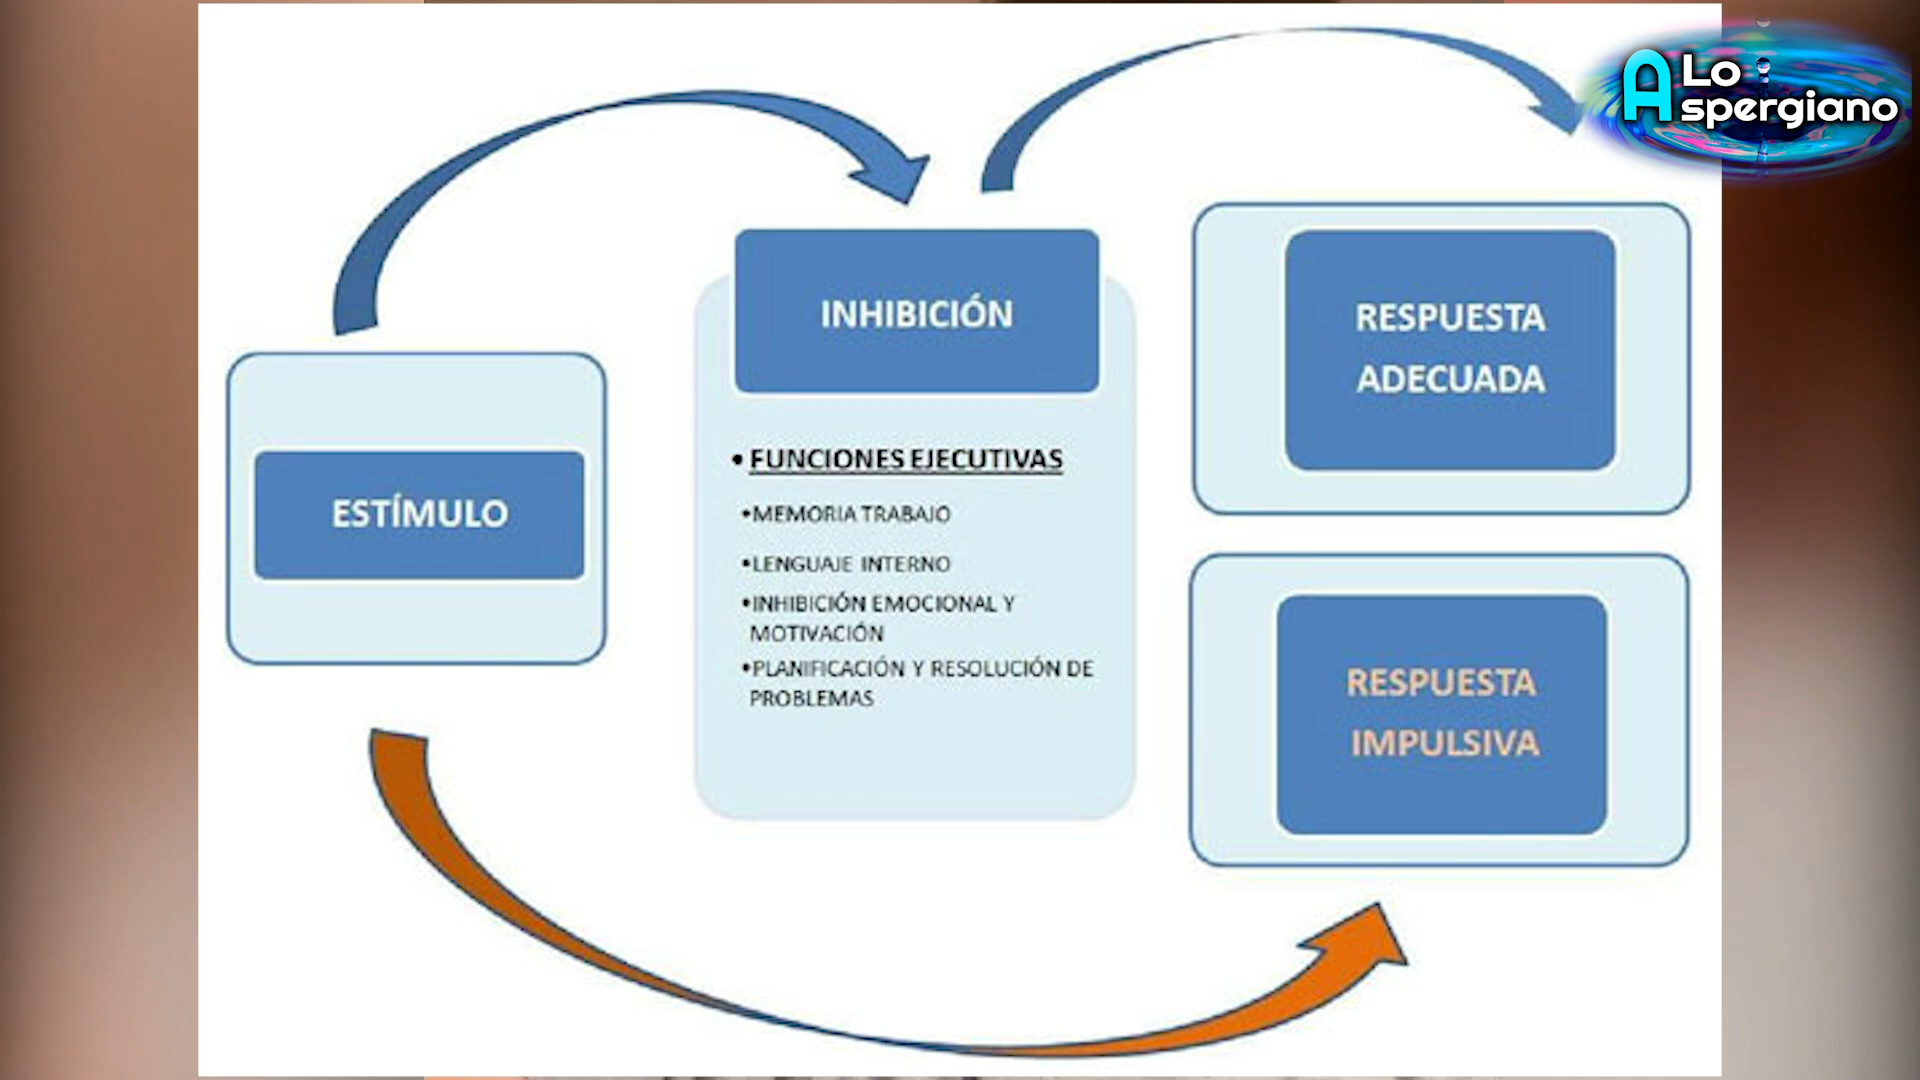 A Lo
Aspergiano
ESTÍMULO
INHIBICIÓN
• FUNCIONES EJECUTIVAS
•MEMORIA TRABAJO
•LENGUAJE INTERNO
•INHIBICIÓN EMOCIONAL Y
MOTIVACIÓN
•PLANIFICACIÓN Y RESOLUCIÓN DE
PROBLEMAS
RESPUESTA
ADECUADA
RESPUESTA
IMPULSIVA